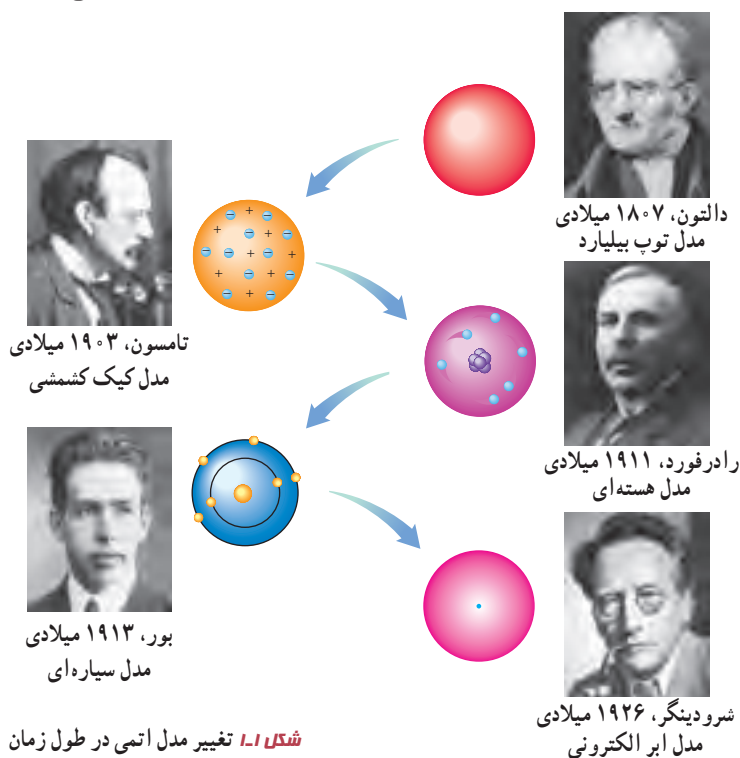 دالتون، ۱۸۰۷ میلادی
مدل توپ بیلیارد
تامسون، ۱۹۰۳ میلادی
مدل کیک کشمشی
رادرفورد، ۱۹۱۱ میلادی
مدل هسته‌ای
بور، ۱۹۱۳ میلادی
مدل سیاره‌ای
شرودینگر، ۱۹۲۶ میلادی
مدل ابر الکترونی
شکل ۱ـ۱ تغییر مدل اتمی در طول زمان